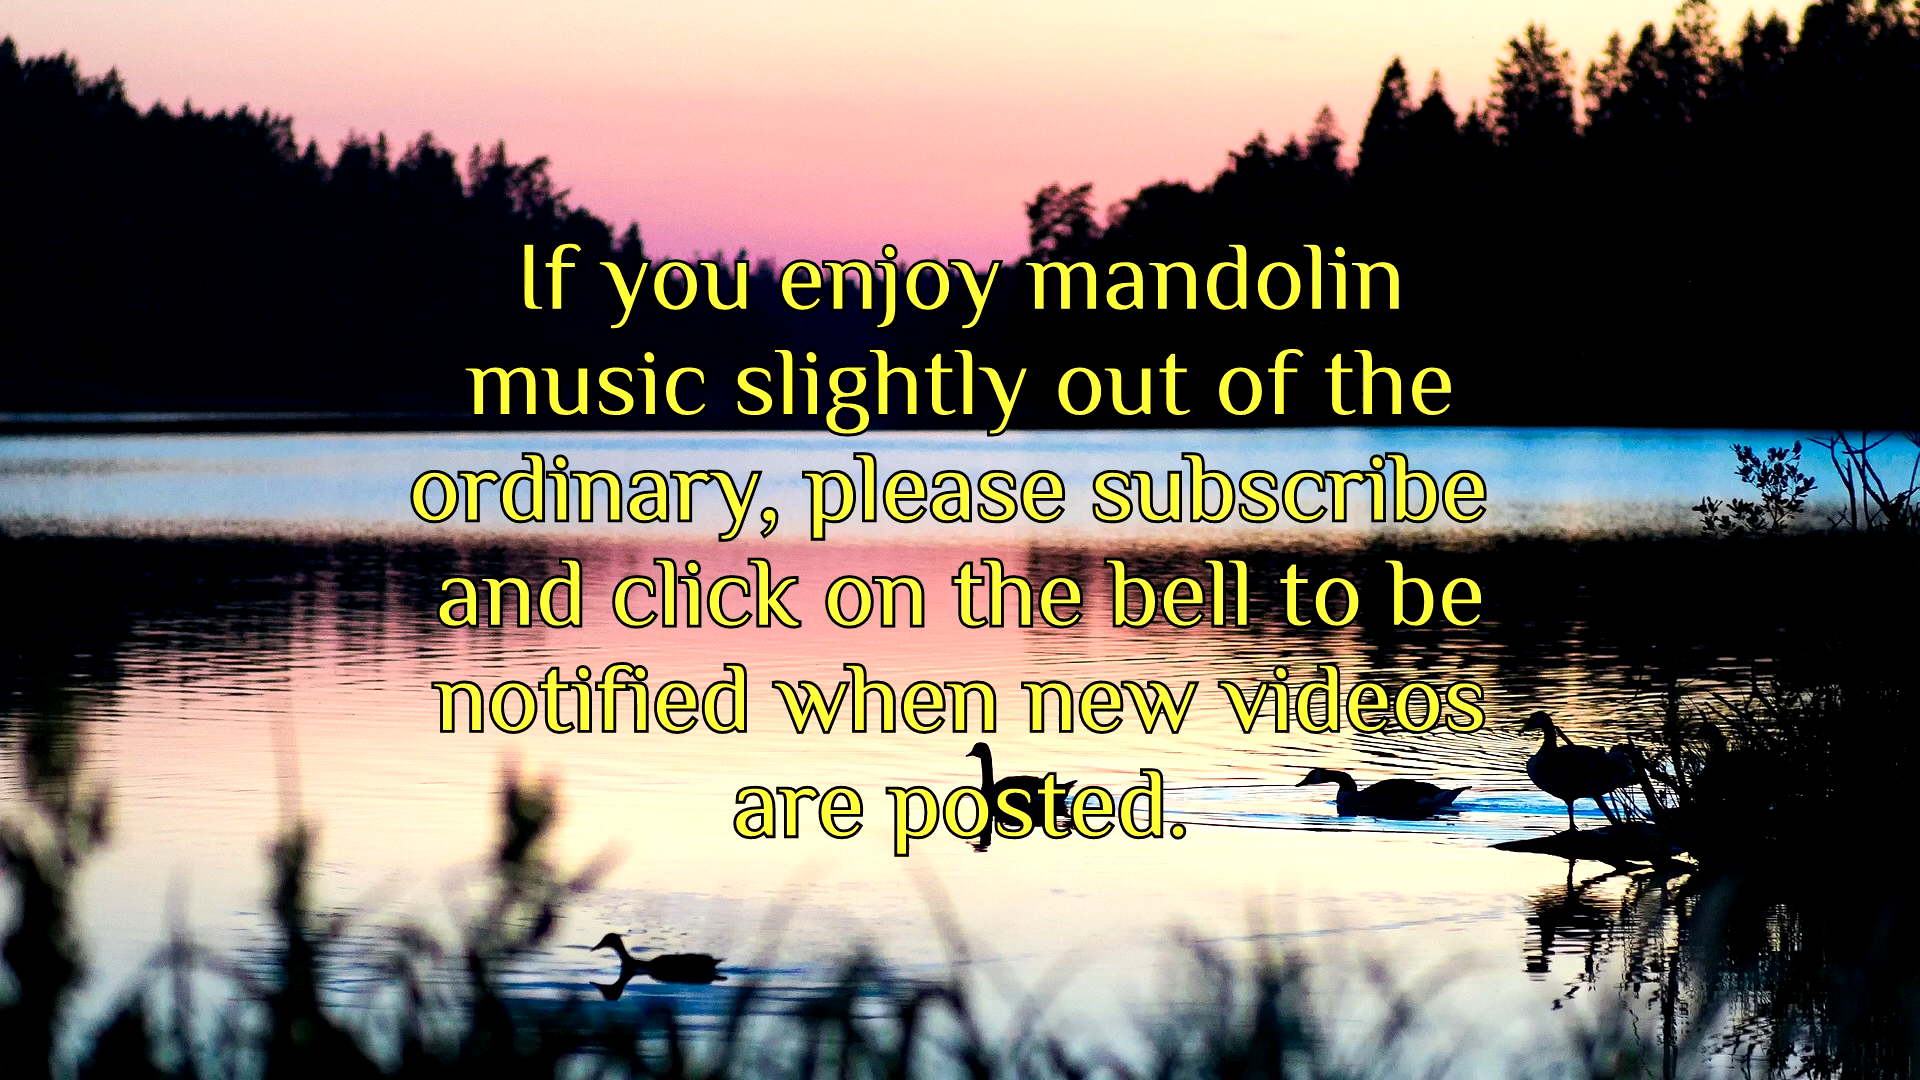 If you enjoy mandolin
music slightly out of the
ordinary, please subscribe
and click on the bell to be
notified when new videos
are posted.